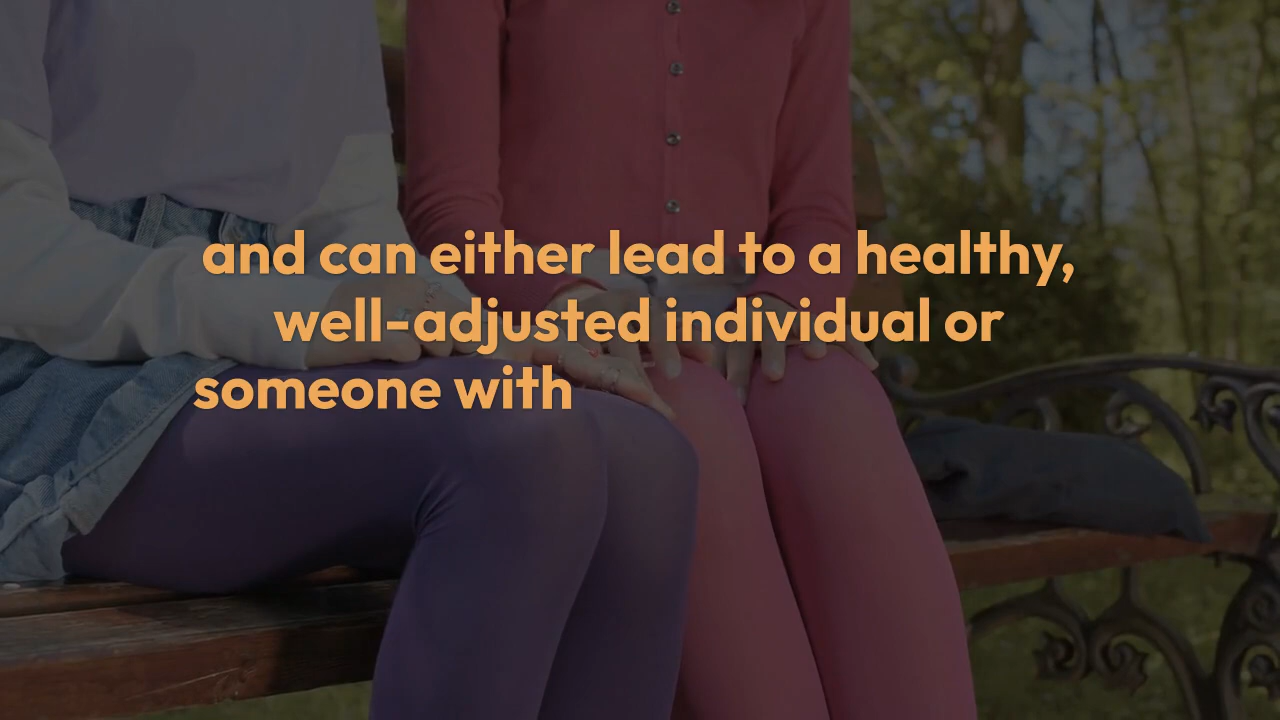 and can either lead to a healthy,
well-adjusted individual or
someone with